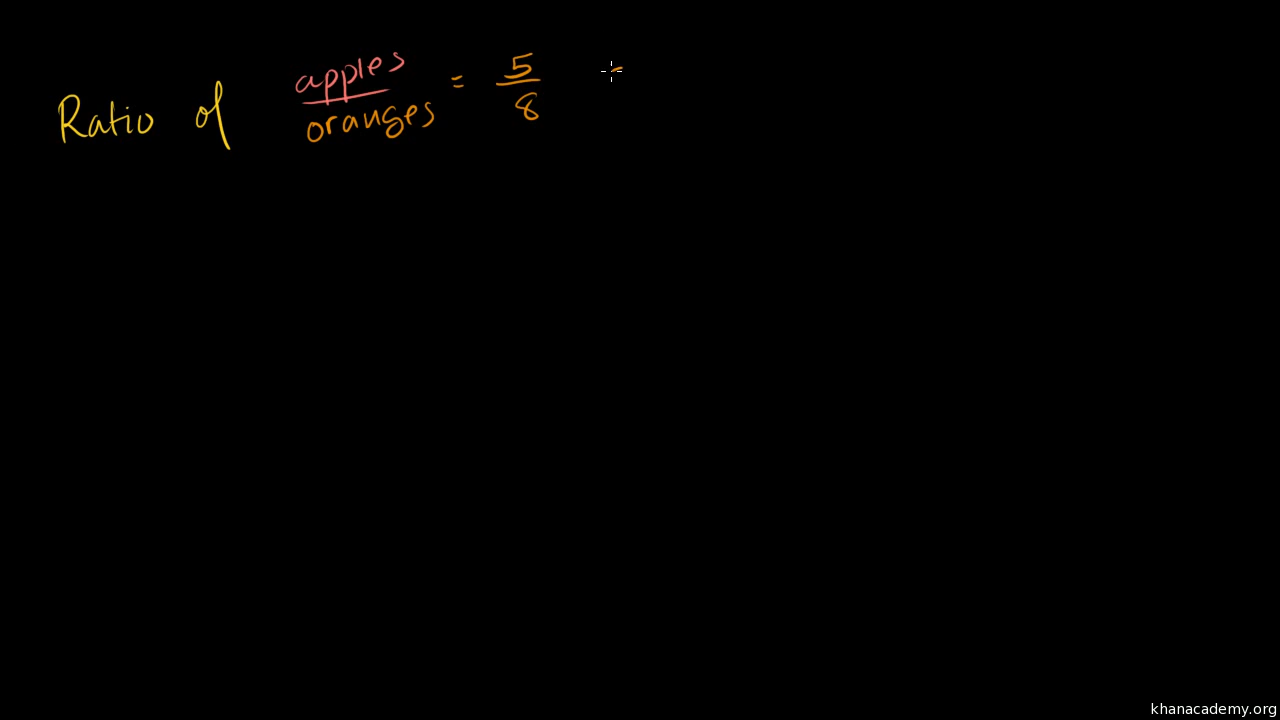 Ratio of apples/oranges = 5/8
khanacademy.org